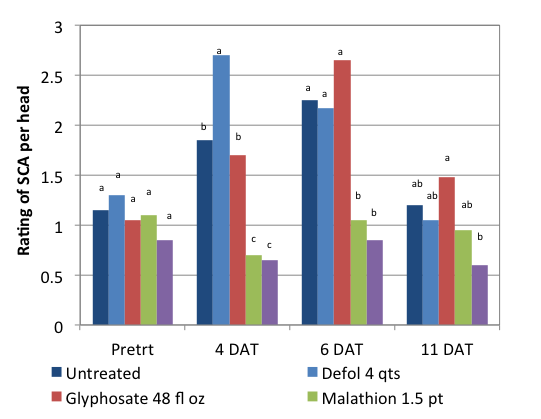 3
2.5
2
1.5
1
0.5
0
Rating of SCA per head
a a a a a
b a b c c
a a a b b
ab ab a ab b
Pretrt 4 DAT 6 DAT 11 DAT
Untreated Defol 4 qts
Glyphosate 48 fl oz Malathion 1.5 pt